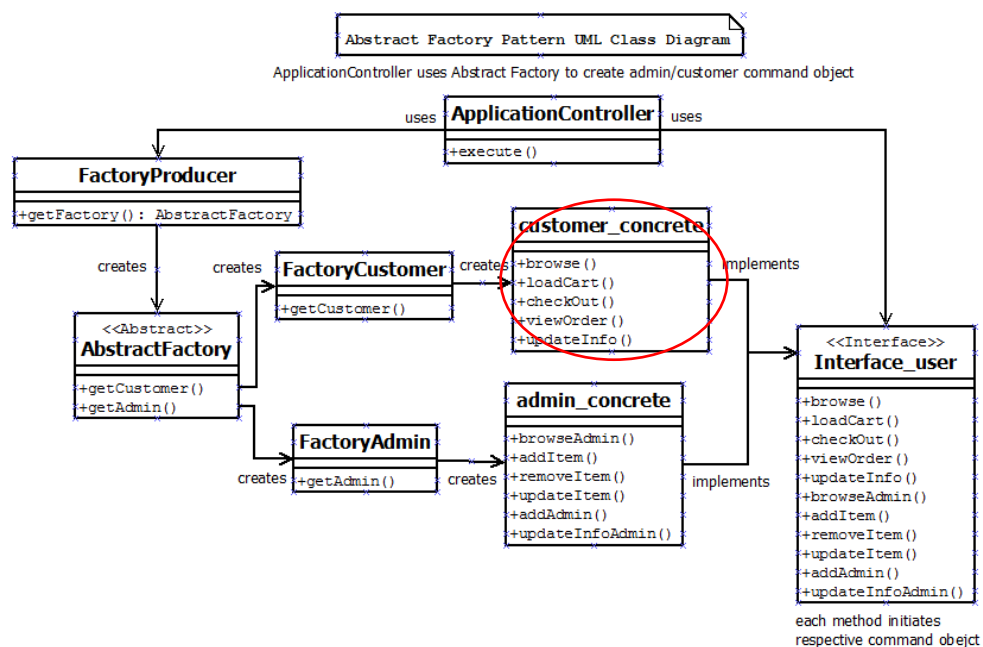 Abstract Factory Pattern UML Class Diagram
ApplicationController uses Abstract Factory to create admin/customer command object
uses
ApplicationController
uses
+execute()
FactoryProducer
+getFactory(): AbstractFactory
creates
creates
FactoryCustomer
+getCustomer()
creates
customer_concrete
+browse()
+loadCart()
+checkOut()
+viewOrder()
+updateInfo()
implements
<<Abstract>>
AbstractFactory
+getCustomer()
+getAdmin()
creates
FactoryAdmin
+getAdmin()
creates
admin_concrete
+browseAdmin()
+addItem()
+removeItem()
+updateItem()
+addAdmin()
+updateInfoAdmin()
implements
<<Interface>>
Interface_user
+browse()
+loadCart()
+checkOut()
+viewOrder()
+updateInfo()
+browseAdmin()
+addItem()
+removeItem()
+updateItem()
+addAdmin()
+updateInfoAdmin()
each method initiates
respective command obejct